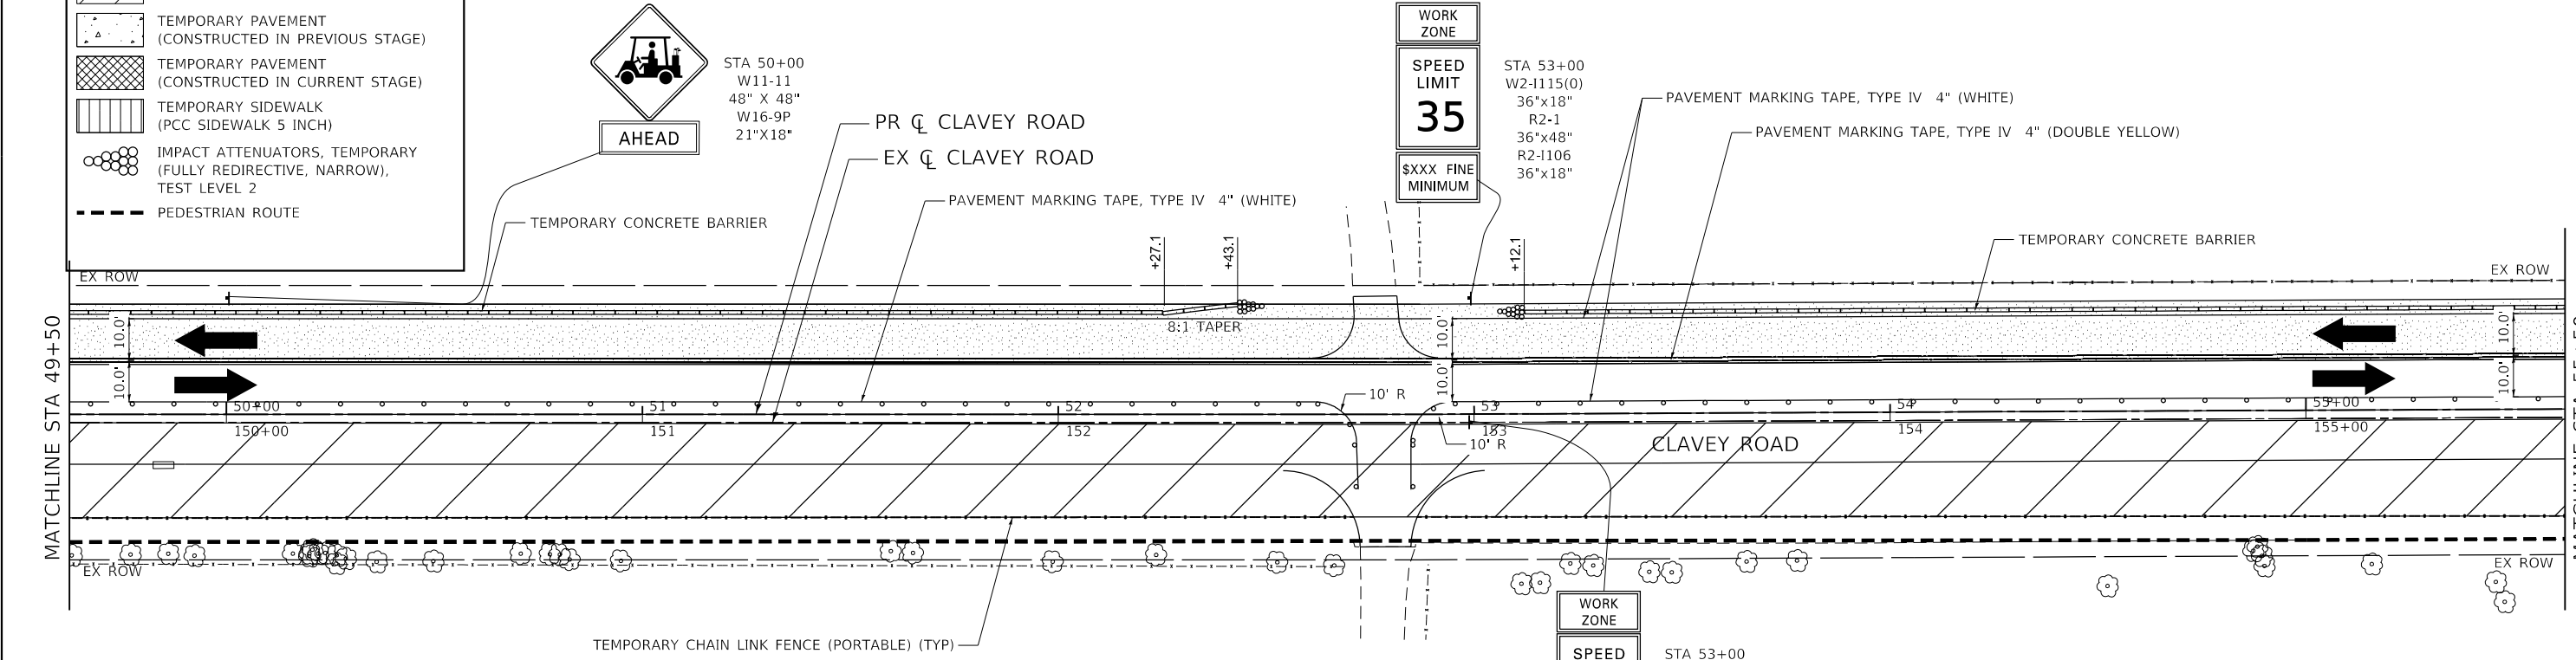 TEMPORARY PAVEMENT
(CONSTRUCTED IN PREVIOUS STAGE)
TEMPORARY PAVEMENT
(CONSTRUCTED IN CURRENT STAGE)
TEMPORARY SIDEWALK
(PCC SIDEWALK 5 INCH)
IMPACT ATTENUATORS, TEMPORARY
(FULLY REDIRECTIVE, NARROW),
TEST LEVEL 2
PEDESTRIAN ROUTE
AHEAD
STA 50+00
W11-11
48" X 48"
W16-9P
21"X18"
PR ℄ CLAVEY ROAD
EX ℄ CLAVEY ROAD
PAVEMENT MARKING TAPE, TYPE IV 4" (WHITE)
TEMPORARY CONCRETE BARRIER
WORK
ZONE
SPEED
LIMIT
35
$XXX FINE
MINIMUM
STA 53+00
W2-I115(0)
36"x18"
R2-1
36"x48"
R2-I106
36"x18"
PAVEMENT MARKING TAPE, TYPE IV 4" (WHITE)
PAVEMENT MARKING TAPE, TYPE IV 4" (DOUBLE YELLOW)
TEMPORARY CONCRETE BARRIER
EX ROW
EX ROW
+27.1
+43.1
+12.1
8:1 TAPER
10.0'
10.0'
10.0'
10.0'
10.0'
10.0'
MATCHLINE STA 49+50
10' R
10' R
50+00
51
52
53
54
55+00
150+00
151
152
153
154
155+00
CLAVEY ROAD
EX ROW
EX ROW
TEMPORARY CHAIN LINK FENCE (PORTABLE) (TYP)
WORK
ZONE
SPEED
STA 53+00